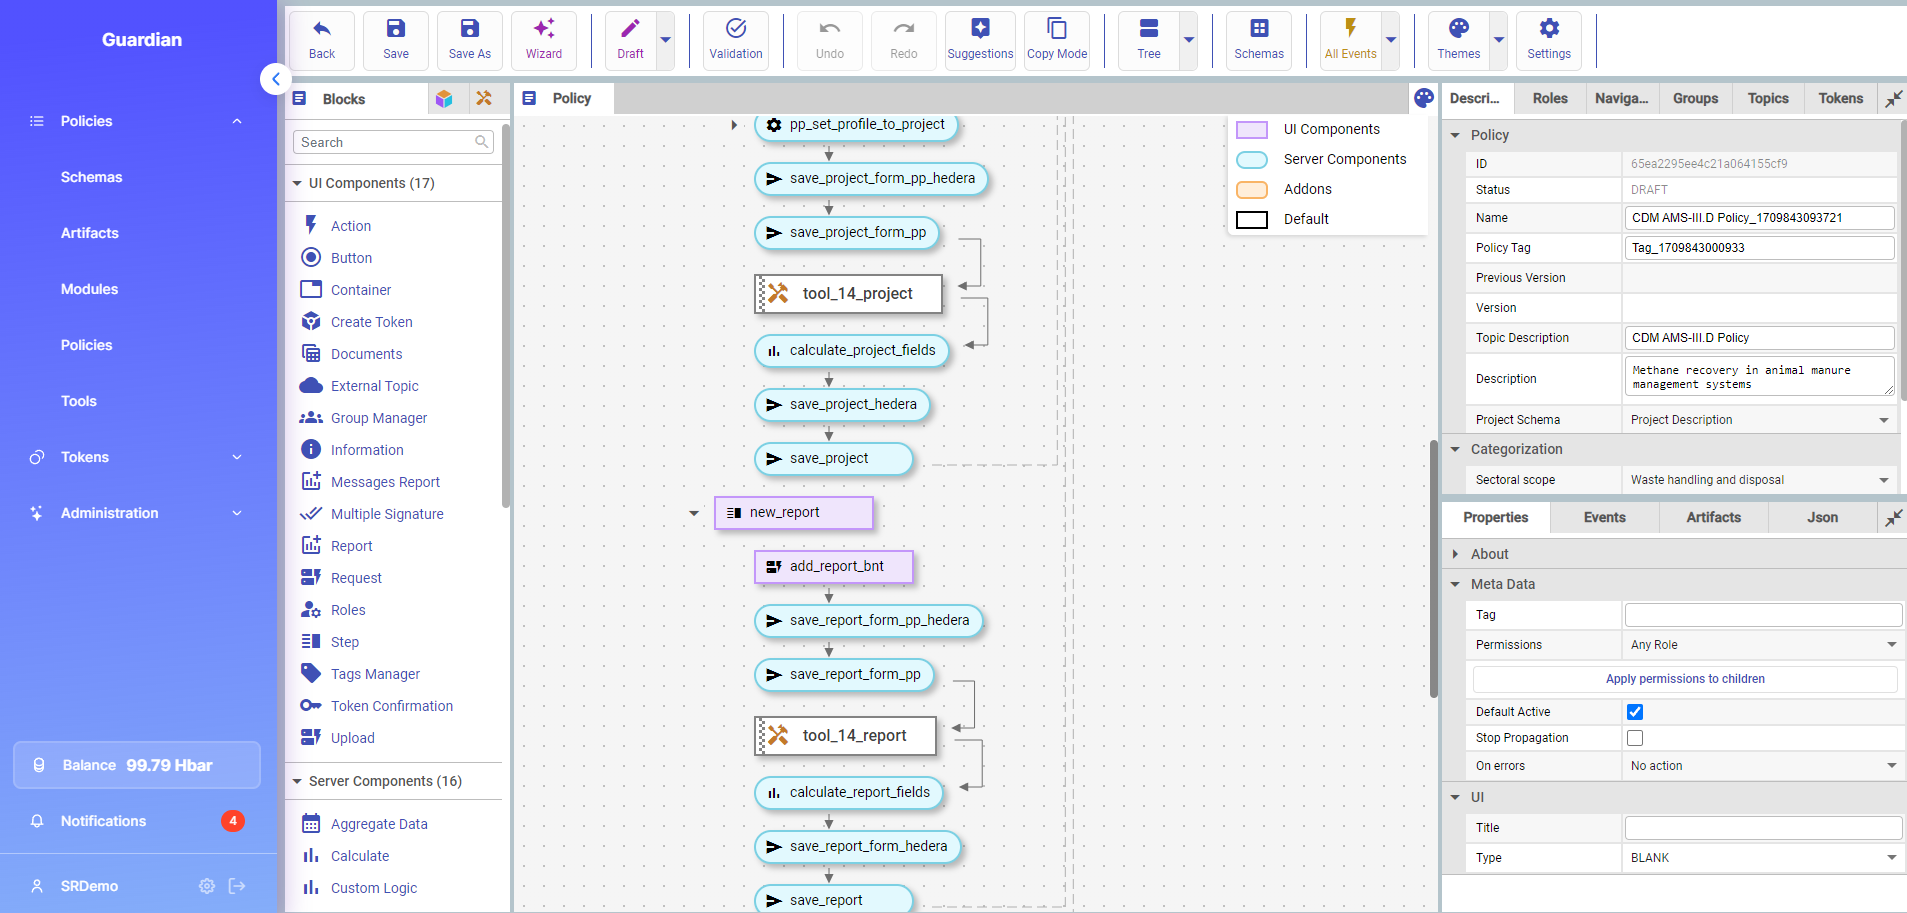 Guardian
Policies
Schemas
Artifacts
Modules
Policies
Tools
Tokens
Administration
Balance 99.79 Hbar
Notifications 4
SRDemo
Back
Save
Save As
Wizard
Draft
Validation
Undo
Redo
Suggestions
Copy Mode
Tree
Schemas
All Events
Themes
Settings
Blocks
Search
UI Components (17)
Action
Button
Container
Create Token
Documents
External Topic
Group Manager
Information
Messages Report
Multiple Signature
Report
Request
Roles
Step
Tags Manager
Token Confirmation
Upload
Server Components (16)
Aggregate Data
Calculate
Custom Logic
Policy
pp_set_profile_to_project
save_project_form_pp_hedera
save_project_form_pp
tool_14_project
calculate_project_fields
save_project_hedera
save_project
new_report
add_report_bnt
save_report_form_pp_hedera
save_report_form_pp
tool_14_report
calculate_report_fields
save_report_form_hedera
save_report
UI Components
Server Components
Addons
Default
Descri... Roles Naviga... Groups Topics Tokens
Policy
ID 65ea2295ee4c21a064155cf9
Status DRAFT
Name CDM AMS-III.D Policy_1709843093721
Policy Tag Tag_1709843000933
Previous Version
Version
Topic Description CDM AMS-III.D Policy
Description Methane recovery in animal manure
management systems
Project Schema Project Description
Categorization
Sectoral scope Waste handling and disposal
Properties Events Artifacts Json
About
Meta Data
Tag
Permissions Any Role
Apply permissions to children
Default Active
Stop Propagation
On errors No action
UI
Title
Type BLANK